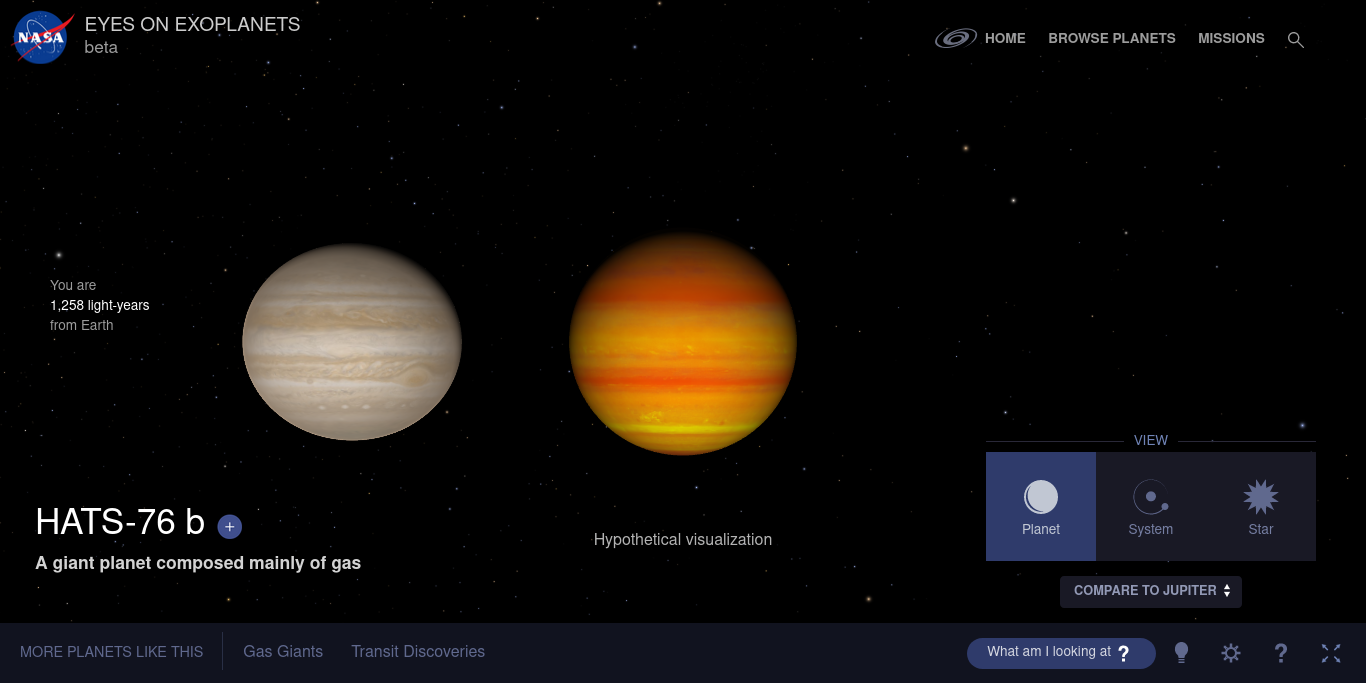 NASA
EYES ON EXOPLANETS
beta
HOME
BROWSE PLANETS
MISSIONS
You are
1,258 light-years
from Earth
HATS-76 b +
A giant planet composed mainly of gas
Hypothetical visualization
VIEW
Planet
System
Star
COMPARE TO JUPITER
MORE PLANETS LIKE THIS
Gas Giants
Transit Discoveries
What am I looking at ?
?